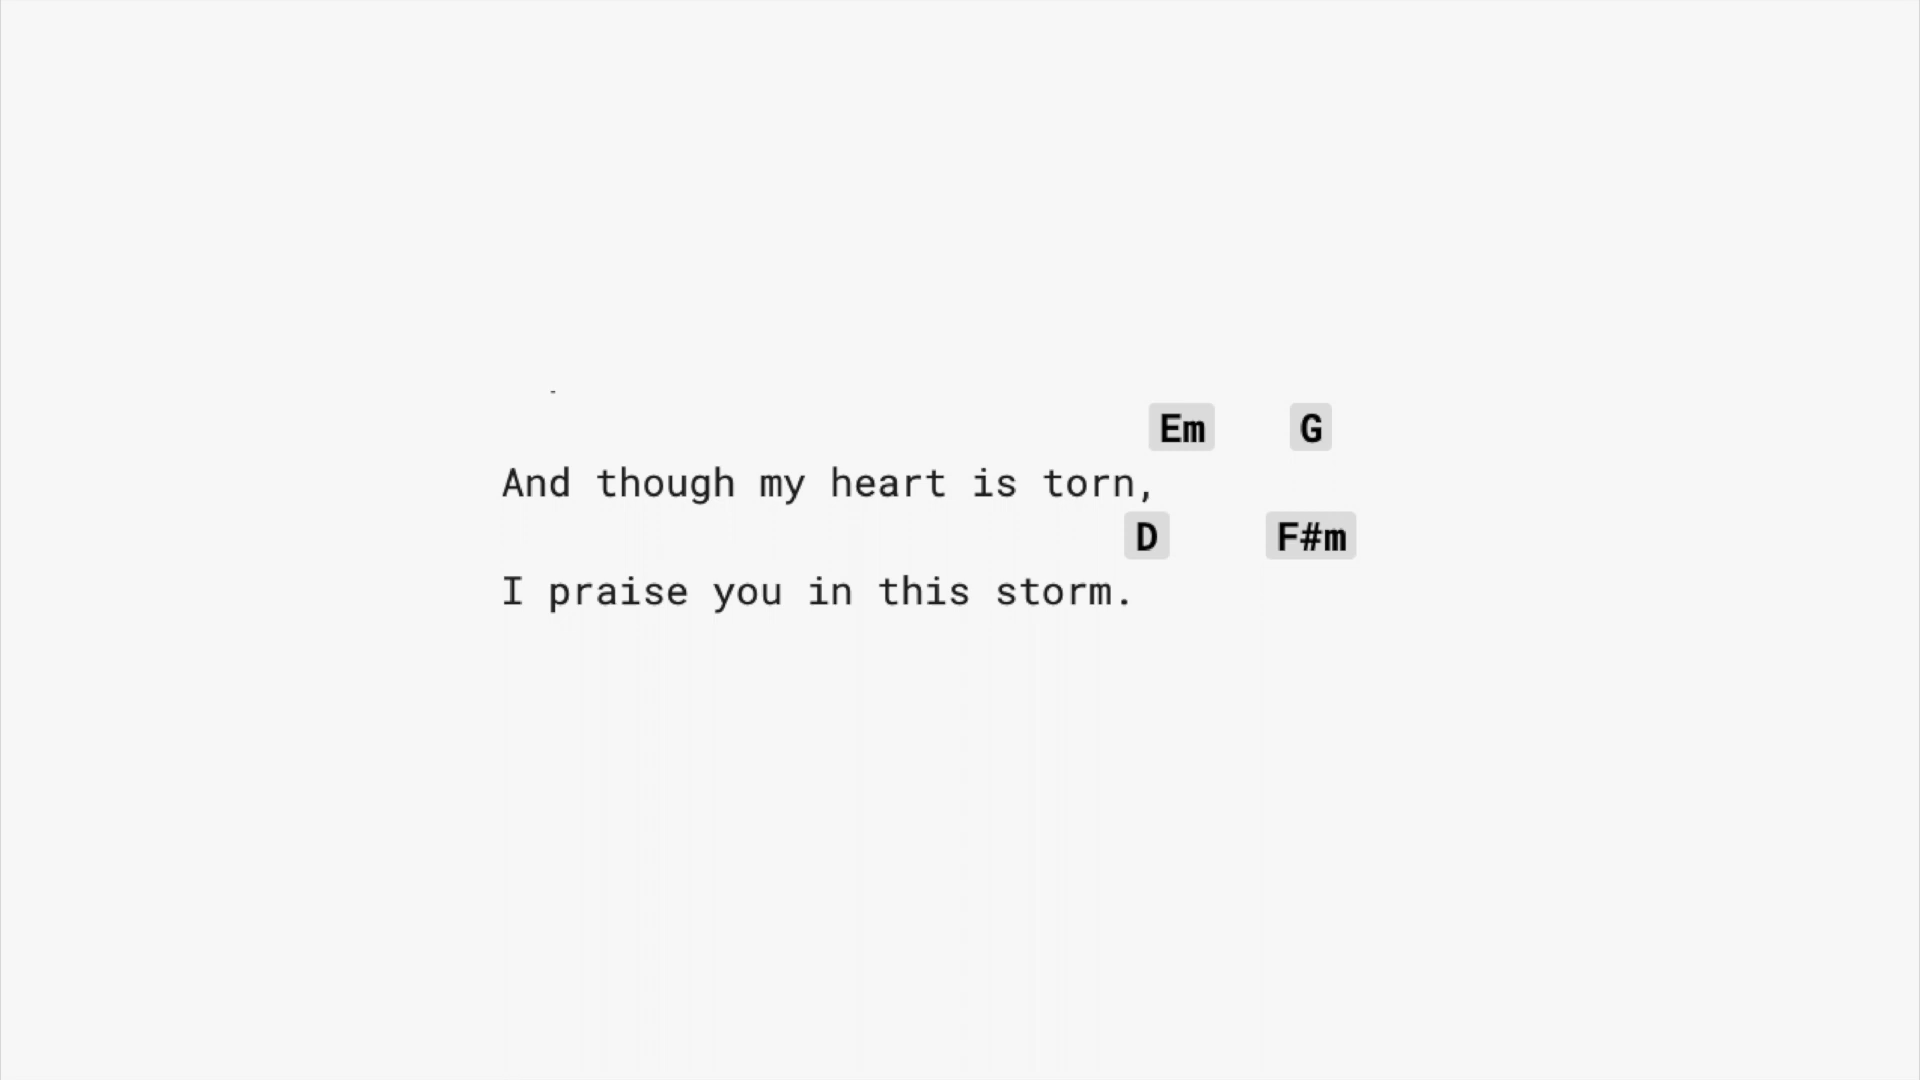 Em G
And though my heart is torn,
D F#m
I praise you in this storm.